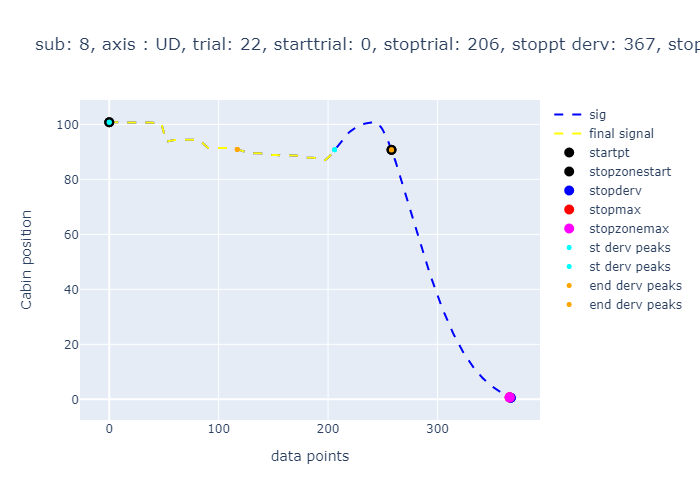 sub: 8, axis : UD, trial: 22, starttrial: 0, stoptrial: 206, stoppt derv: 367, stop
100
80
60
40
20
0
Cabin position
0 100 200 300
data points
sig
final signal
startpt
stopzonestart
stopderv
stopmax
stopzonemax
st derv peaks
st derv peaks
end derv peaks
end derv peaks